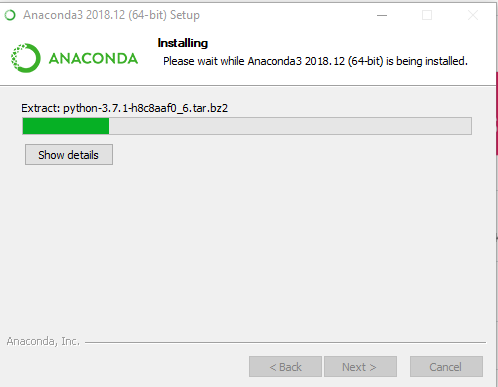 Anaconda3 2018.12 (64-bit) Setup
ANACONDA
Installing
Please wait while Anaconda3 2018.12 (64-bit) is being installed.
Extract: python-3.7.1-h8c8aaf0_6.tar.bz2
Show details
Anaconda, Inc.
< Back Next > Cancel